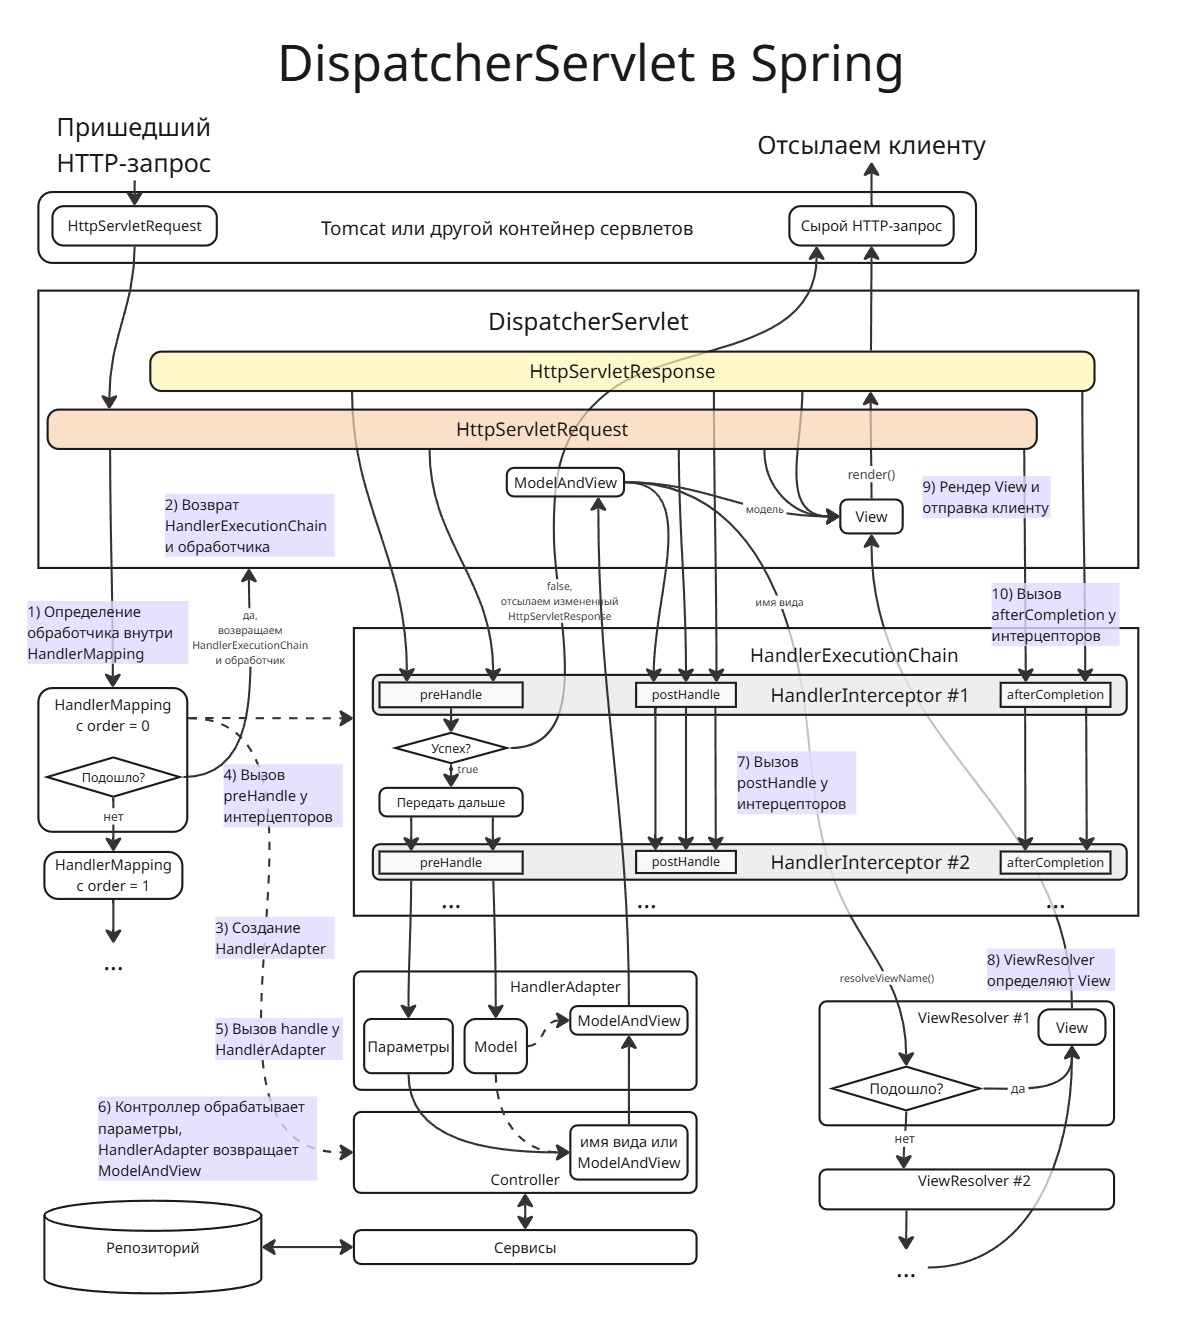 DispatcherServlet в Spring
Пришедший
HTTP-запрос
Отсылаем клиенту
HttpServletRequest
Tomcat или другой контейнер сервлетов
Сырой HTTP-запрос
DispatcherServlet
HttpServletResponse
HttpServletRequest
ModelAndView
render()
модель
View
9) Рендер View и
отправка клиенту
2) Возврат
HandlerExecutionChain
и обработчика
1) Определение
обработчика внутри
HandlerMapping
да,
возвращаем
HandlerExecutionChain
и обработчик
false,
отсылаем измененный
HttpServletResponse
имя вида
10) Вызов
afterCompletion у
интерцепторов
HandlerExecutionChain
preHandle
postHandle
HandlerInterceptor #1
afterCompletion
HandlerMapping
с order = 0
Подошло?
нет
HandlerMapping
с order = 1
...
Успех?
true
Передать дальше
4) Вызов
preHandle у
интерцепторов
7) Вызов
postHandle у
интерцепторов
preHandle
postHandle
HandlerInterceptor #2
afterCompletion
...
...
...
3) Создание
HandlerAdapter
5) Вызов handle у
HandlerAdapter
6) Контроллер обрабатывает
параметры,
HandlerAdapter возвращает
ModelAndView
HandlerAdapter
Параметры
Model
ModelAndView
имя вида или
ModelAndView
Controller
Сервисы
Репозиторий
resolveViewName()
8) ViewResolver
определяют View
ViewResolver #1
View
Подошло?
да
нет
ViewResolver #2
...